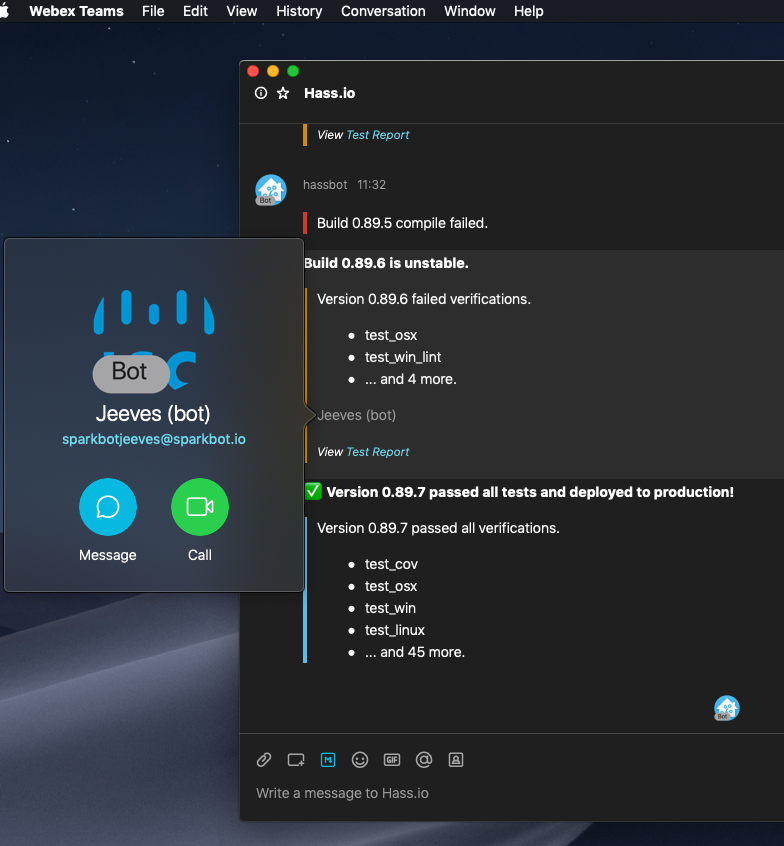 Webex Teams File Edit View History Conversation Window Help
Hass.io
View Test Report
hassbot 11:32
Bot
Build 0.89.5 compile failed.
Build 0.89.6 is unstable.
Version 0.89.6 failed verifications.
● test_osx
● test_win_lint
● ... and 4 more.
Jeeves (bot)
View Test Report
Bot
Jeeves (bot)
sparkbotjeeves@sparkbot.io
Message Call
✅ Version 0.89.7 passed all tests and deployed to production!
Version 0.89.7 passed all verifications.
● test_cov
● test_osx
● test_win
● test_linux
● ... and 45 more.
Bot
GIF @
Write a message to Hass.io